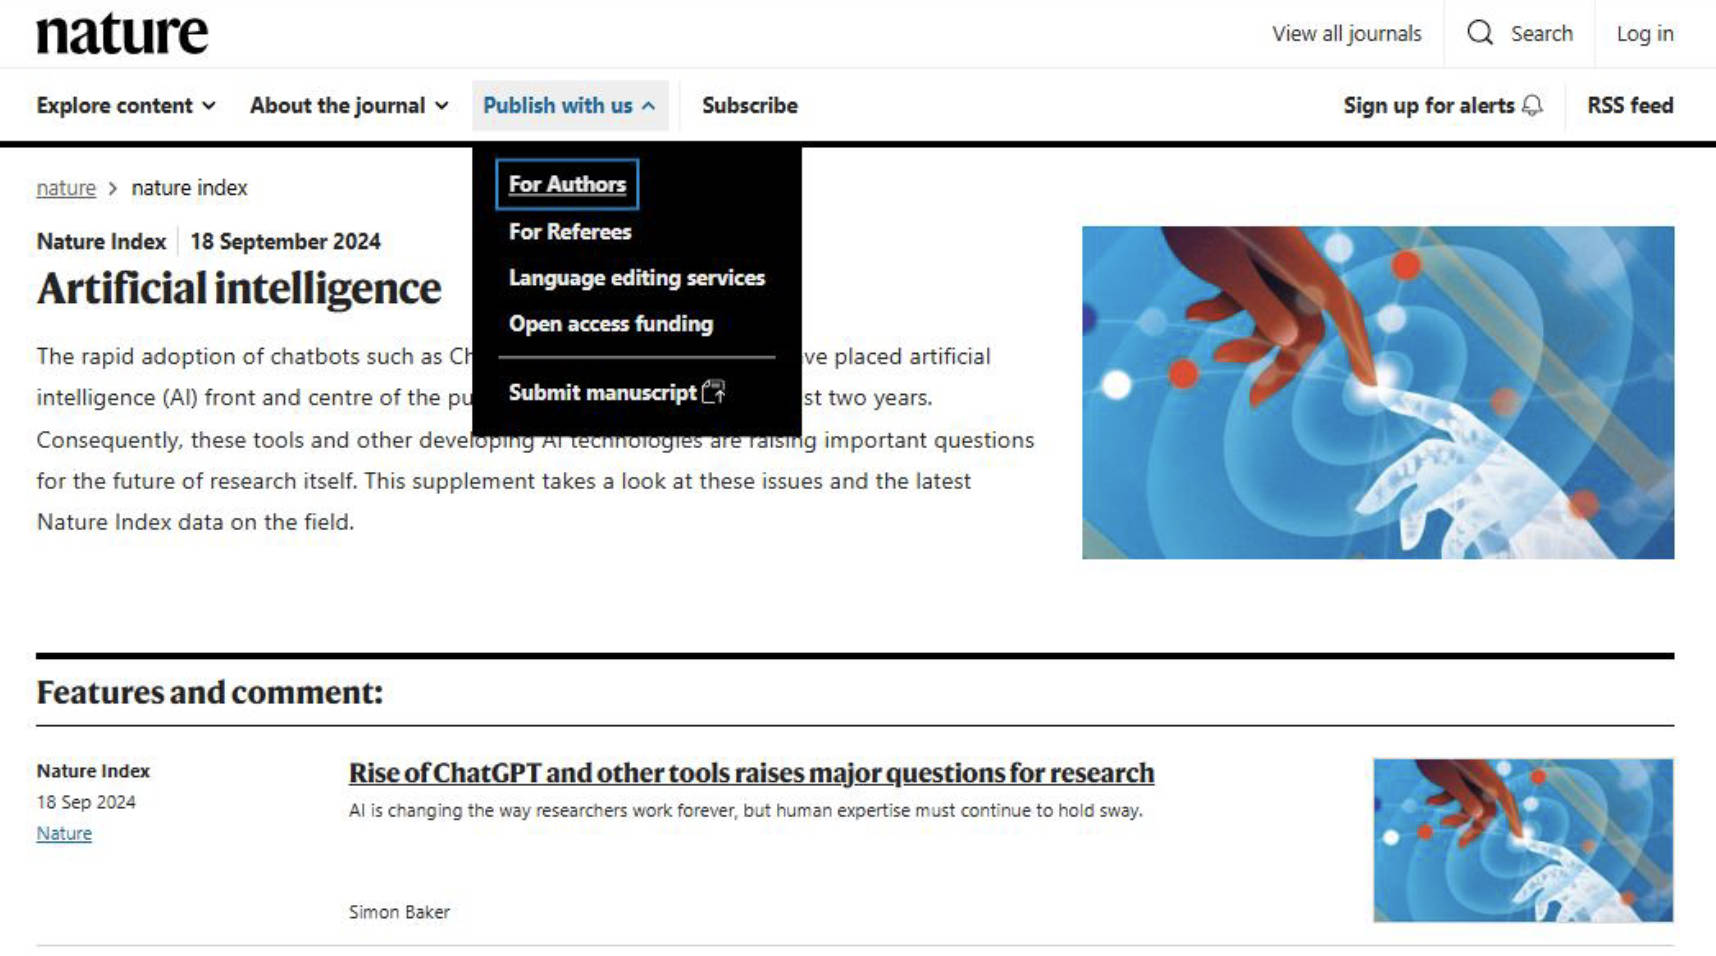 nature
View all journals
Search
Log in
Explore content
About the journal
Publish with us
Subscribe
Sign up for alerts
RSS feed
For Authors
For Referees
Language editing services
Open access funding
Submit manuscript
nature > nature index
Nature Index
18 September 2024
Artificial intelligence
The rapid adoption of chatbots such as placed artificial
intelligence (AI) front and centre of the two years.
Consequently, these tools and other developing AI technologies are raising important questions
for the future of research itself. This supplement takes a look at these issues and the latest
Nature Index data on the field.
Features and comment:
Nature Index
18 Sep 2024
Nature
Rise of ChatGPT and other tools raises major questions for research
AI is changing the way researchers work forever, but human expertise must continue to hold sway.
Simon Baker